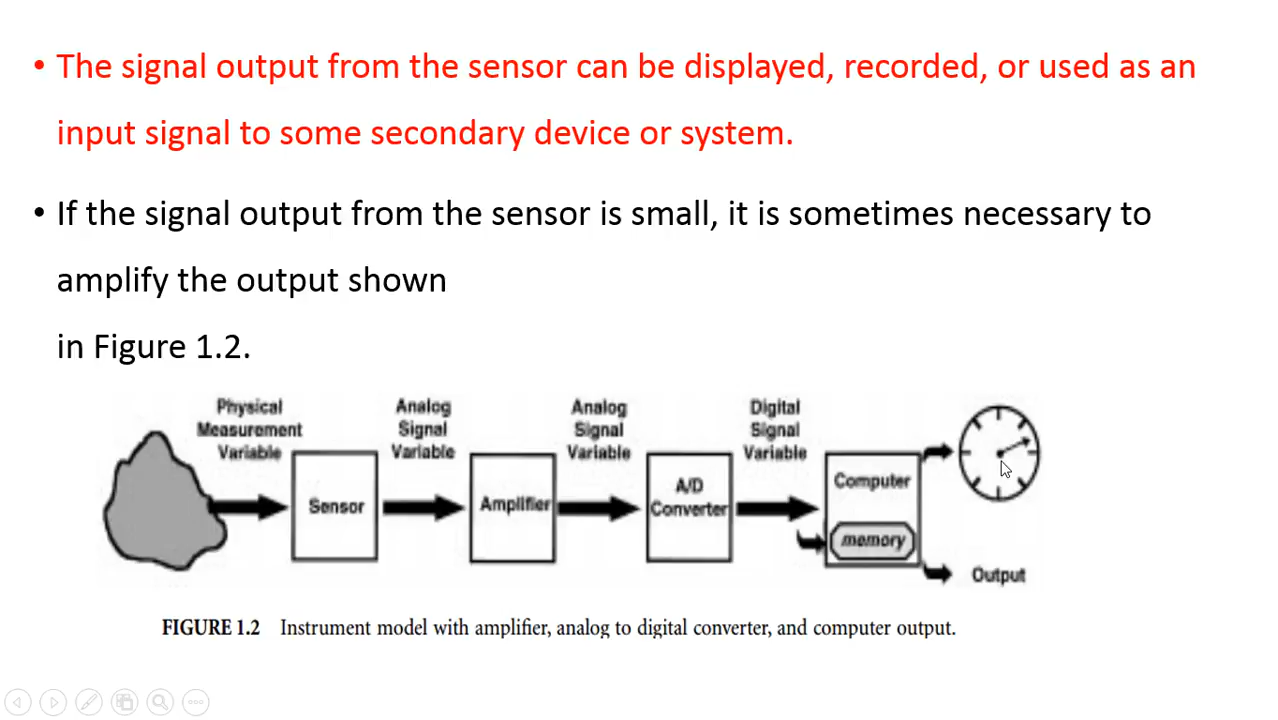 • The signal output from the sensor can be displayed, recorded, or used as an
input signal to some secondary device or system.
• If the signal output from the sensor is small, it is sometimes necessary to
amplify the output shown
in Figure 1.2.
Physical
Measurement
Variable
Analog
Signal
Variable
Analog
Signal
Variable
Digital
Signal
Variable
Sensor
Amplifier
A/D
Converter
Computer
memory
Output
FIGURE 1.2 Instrument model with amplifier, analog to digital converter, and computer output.